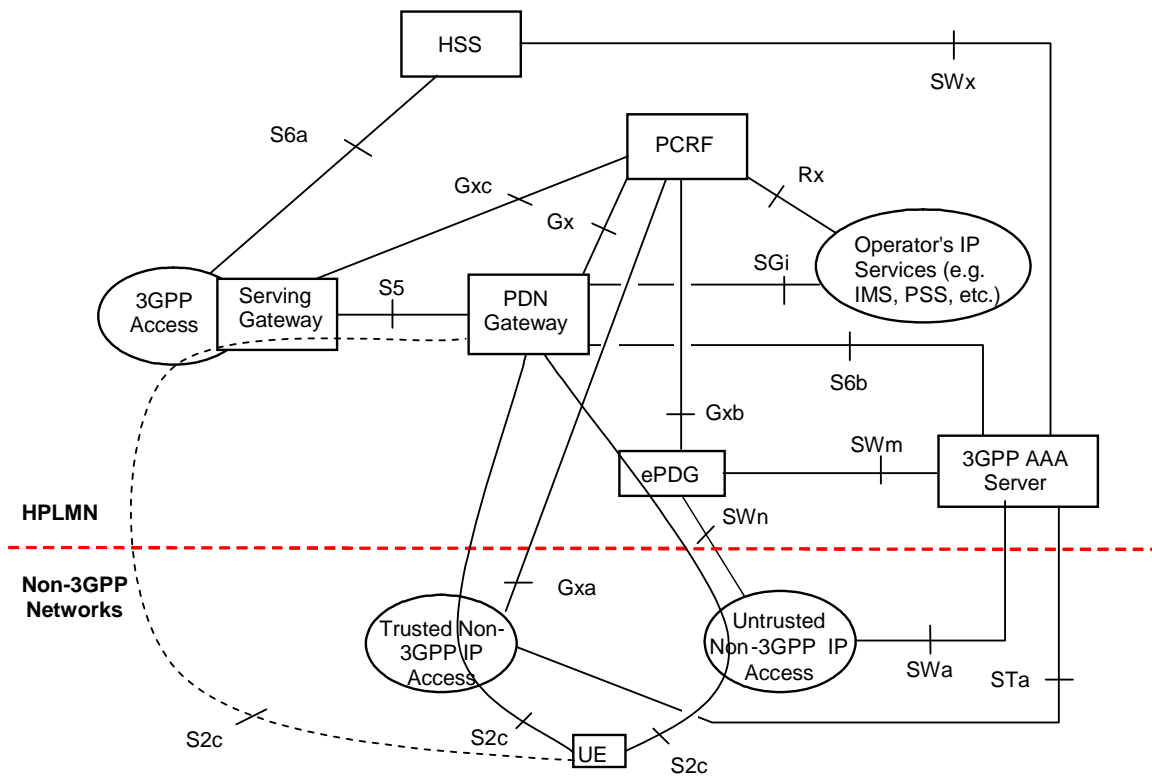 HSS
SWx
S6a
PCRF
Rx
Gxc
Gx
Operator's IP
Services (e.g.
IMS, PSS, etc.)
SGi
3GPP
Access
Serving
Gateway
S5
PDN
Gateway
S6b
Gxb
SWm
3GPP AAA
Server
ePDG
HPLMN
SWn
Non-3GPP
Networks
Gxa
Trusted Non-
3GPP IP
Access
Untrusted
Non-3GPP IP
Access
SWa
STa
S2c
S2c
UE
S2c